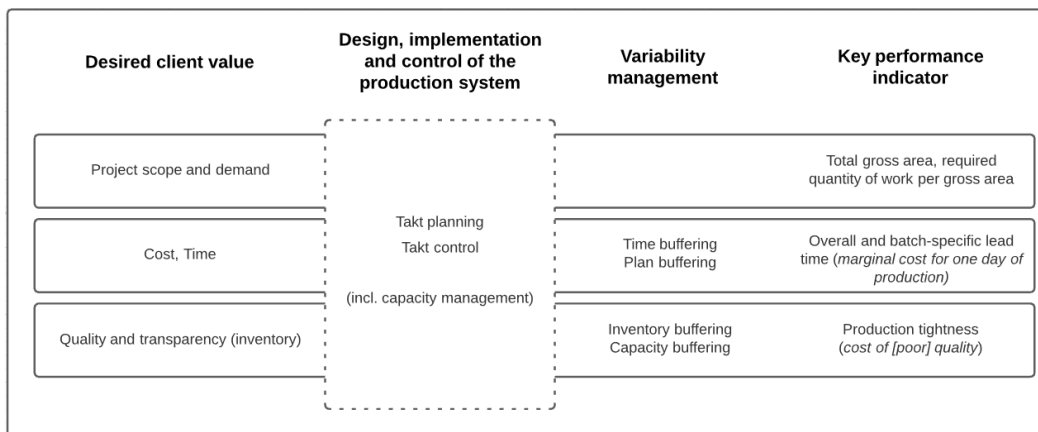 Desired client value
Design, implementation
and control of the
production system
Variability
management
Key performance
indicator
Project scope and demand
Total gross area, required
quantity of work per gross area
Takt planning
Takt control
(incl. capacity management)
Cost, Time
Time buffering
Plan buffering
Overall and batch-specific lead
time (marginal cost for one day of
production)
Quality and transparency (inventory)
Inventory buffering
Capacity buffering
Production tightness
(cost of [poor] quality)